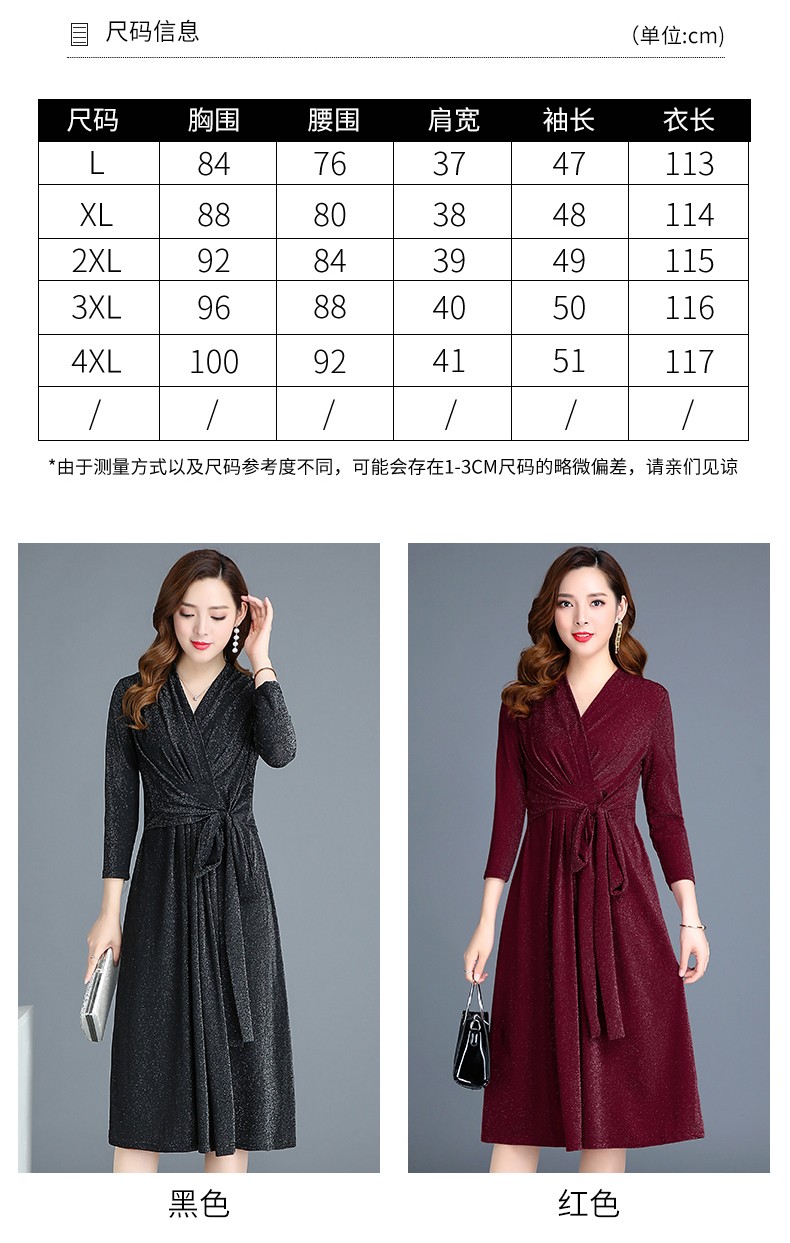 尺码信息
（单位:cm)
尺码 胸围 腰围 肩宽 袖长 衣长
L 84 76 37 47 113
XL 88 80 38 48 114
2XL 92 84 39 49 115
3XL 96 88 40 50 116
4XL 100 92 41 51 117
/ / / / / /
*由于测量方式以及尺码参考度不同，可能会存在1-3CM尺码的略微偏差，请亲们见谅
黑色
红色